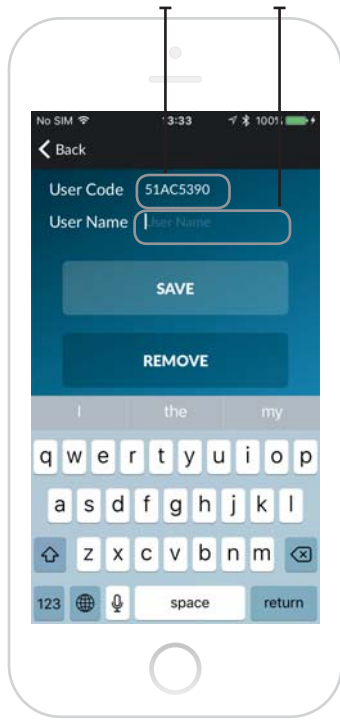 No SIM 3:33 100%
Back
User Code 51AC5390
User Name User Name
SAVE
REMOVE
I the my
q w e r t y u i o p
a s d f g h j k l
z x c v b n m
123 space return